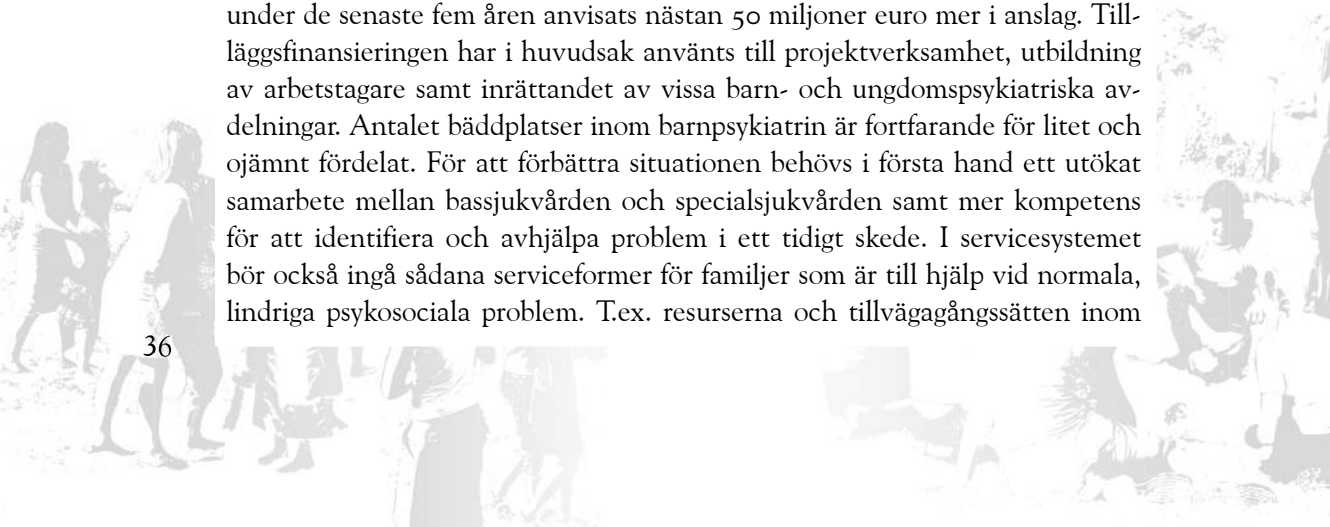 under de senaste fem åren anvisats nästan 50 miljoner euro mer i anslag. Till-
läggsfinansieringen har i huvudsak använts till projektverksamhet, utbildning
av arbetstagare samt inrättandet av vissa barn- och ungdomspsykiatriska av-
delningar. Antalet bäddplatser inom barnpsykiatrin är fortfarande för litet och
ojämnt fördelat. För att förbättra situationen behövs i första hand ett utökat
samarbete mellan bassjukvården och specialsjukvården samt mer kompetens
för att identifiera och avhjälpa problem i ett tidigt skede. I servicesystemet
bör också ingå sådana serviceformer för familjer som är till hjälp vid normala,
lindriga psykosociala problem. T.ex. resurserna och tillvägagångssätten inom
36